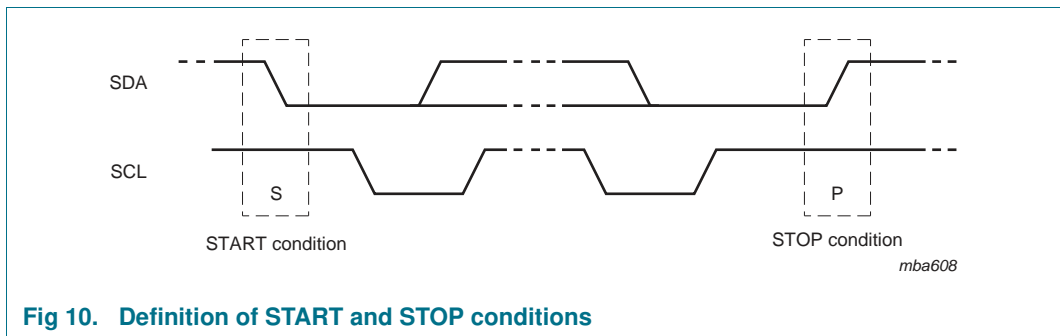 SDA
SCL
S
P
START condition
STOP condition
mba608
Fig 10. Definition of START and STOP conditions